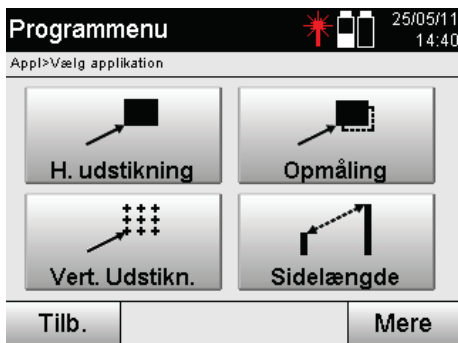 Programmenu
25/05/11
14:40
Appl>Vælg applikation
H. udstikning
Opmåling
Vert. Udstikn.
Sidelængde
Tilb.
Mere